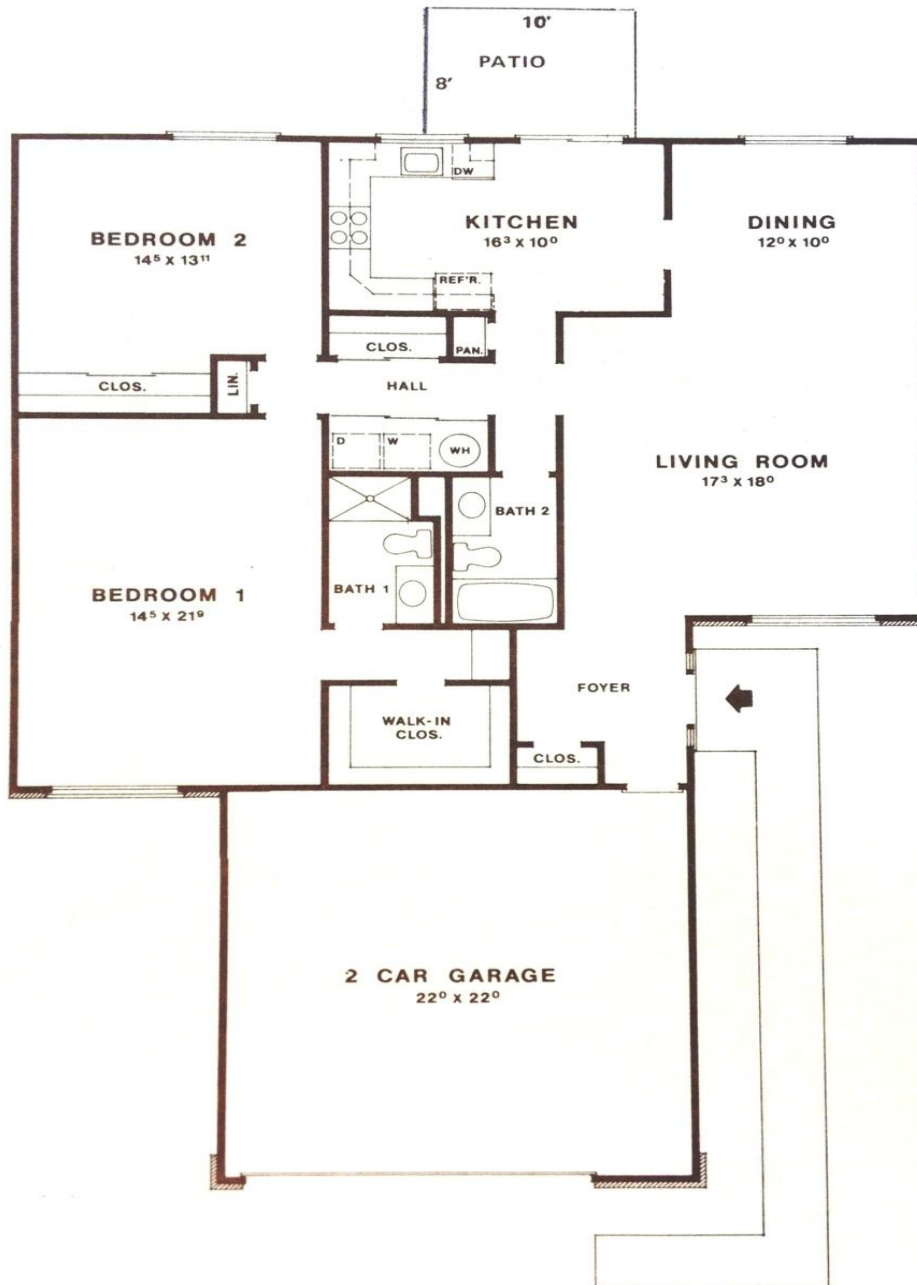 10'
PATIO
8'
DW
BEDROOM 2
14⁵ X 13¹¹
KITCHEN
16³ X 10⁰
DINING
12⁰ X 10⁰
REF'R.
CLOS.
PAN.
CLOS.
LIN.
HALL
D
W
WH
LIVING ROOM
17³ X 18⁰
BATH 2
BATH 1
BEDROOM 1
14⁵ X 21⁹
FOYER
WALK-IN
CLOS.
CLOS.
2 CAR GARAGE
22⁰ X 22⁰